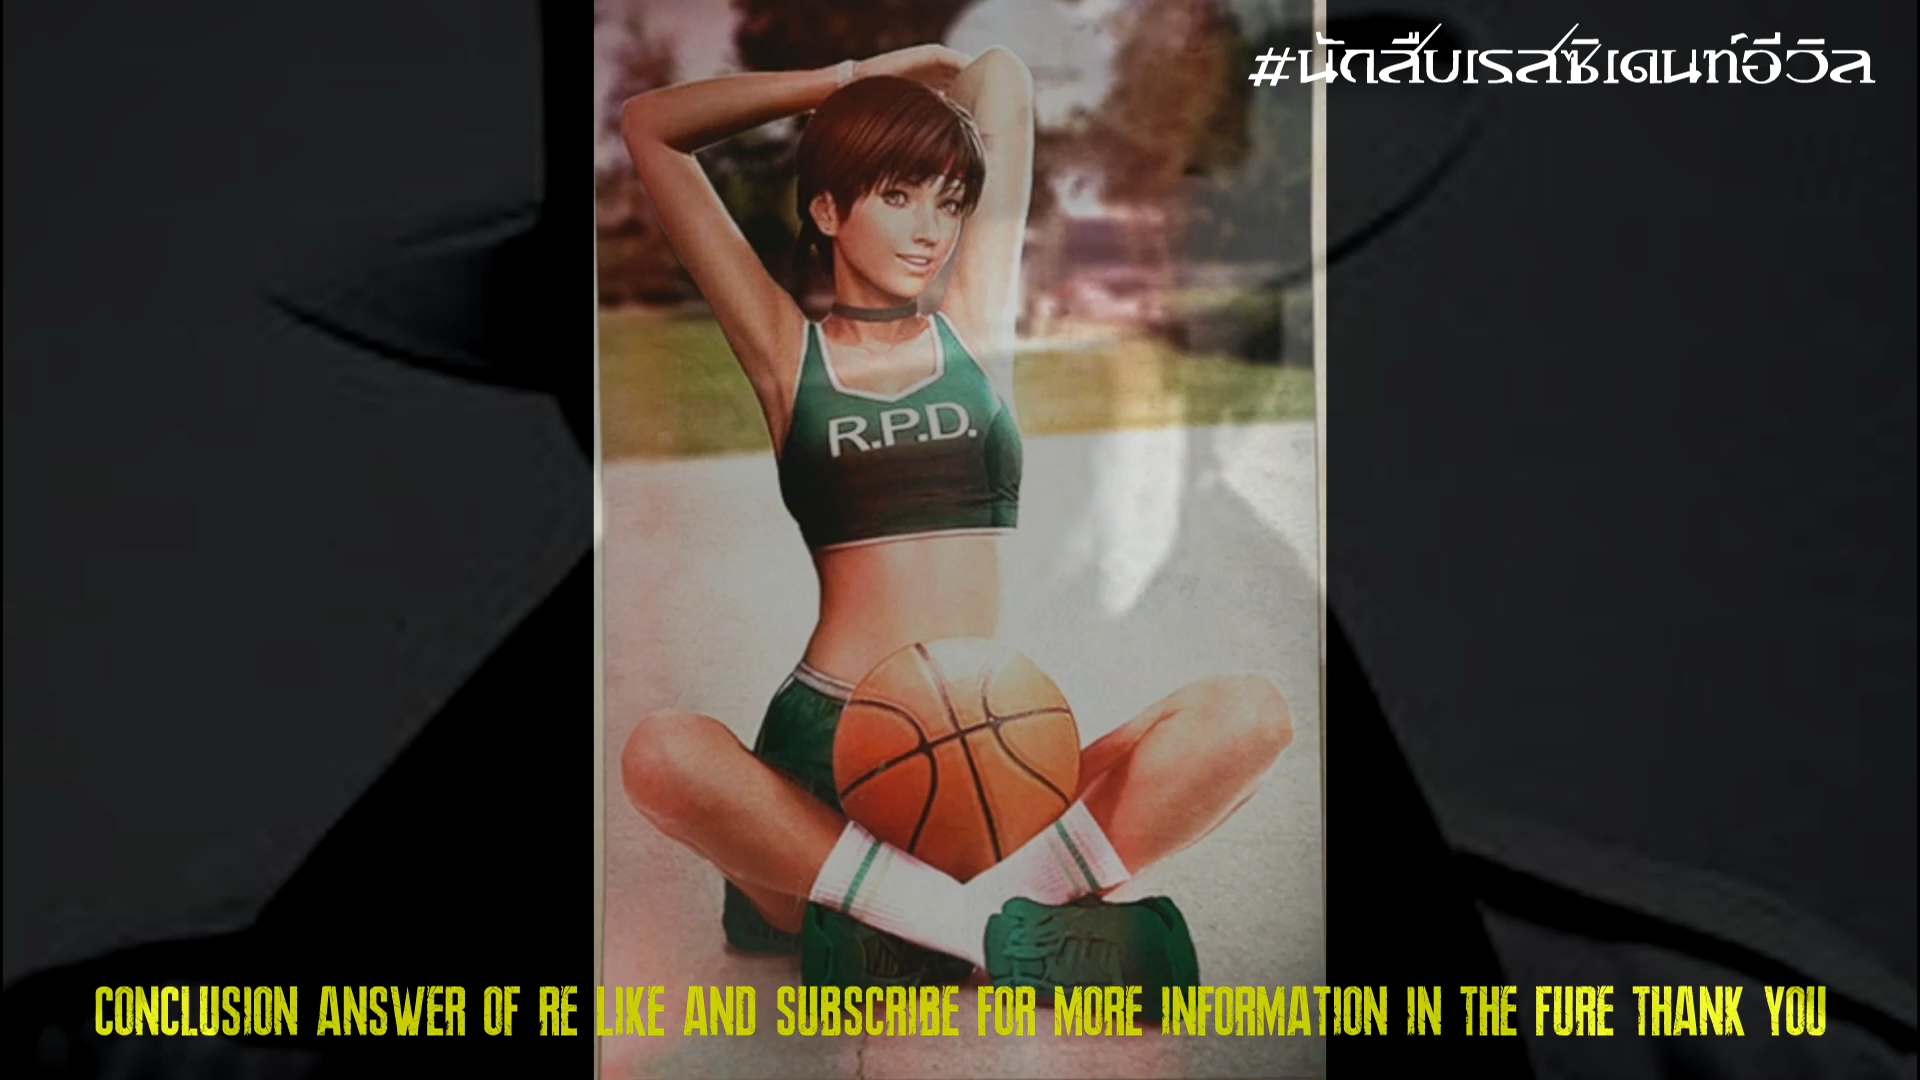 #นักสืบเรสซิเดนท์อีวิล
R.P.D.
CONCLUSION ANSWER OF RE LIKE AND SUBSCRIBE FOR MORE INFORMATION IN THE FURE THANK YOU